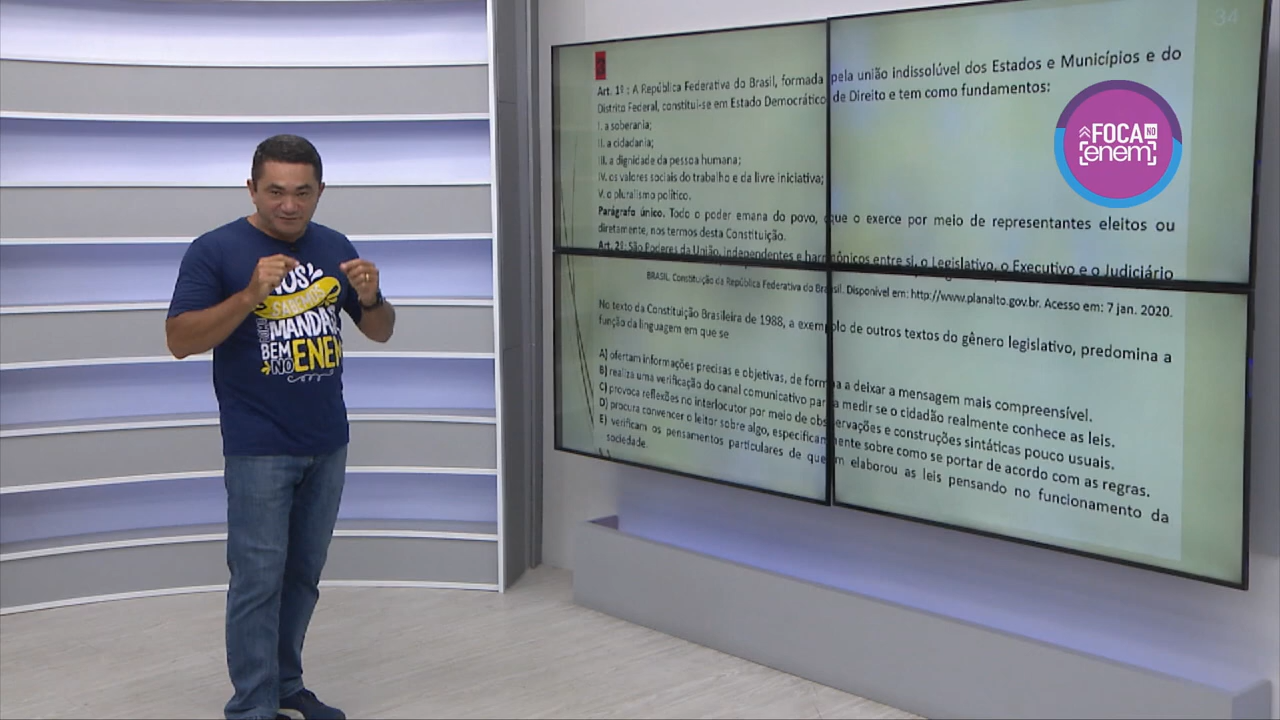 34
Art. 1º : A República Federativa do Brasil, formada pela união indissolúvel dos Estados e Municípios e do
Distrito Federal, constitui-se em Estado Democrático de Direito e tem como fundamentos:
I. a soberania;
II. a cidadania;
III. a dignidade da pessoa humana;
IV. os valores sociais do trabalho e da livre iniciativa;
V. o pluralismo político.
Parágrafo único. Todo o poder emana do povo, que o exerce por meio de representantes eleitos ou
diretamente, nos termos desta Constituição.
Art. 2º: São Poderes da União, independentes e harmônicos entre si, o Legislativo, o Executivo e o Judiciário
BRASIL. Constituição da República Federativa do Brasil. Disponível em: http://www.planalto.gov.br. Acesso em: 7 jan. 2020.
No texto da Constituição Brasileira de 1988, a exemplo de outros textos do gênero legislativo, predomina a
função da linguagem em que se
A) ofertam informações precisas e objetivas, de forma a deixar a mensagem mais compreensível.
B) realiza uma verificação do canal comunicativo para medir se o cidadão realmente conhece as leis.
C) provoca reflexões no interlocutor por meio de observações e construções sintáticas pouco usuais.
D) procura convencer o leitor sobre algo, especificamente sobre como se portar de acordo com as regras.
E) verificam os pensamentos particulares de quem elaborou as leis pensando no funcionamento da
sociedade.
FOCA NO
enem
NÓS
SABEMOS
COMO
MANDAR
BEM
NO ENEM